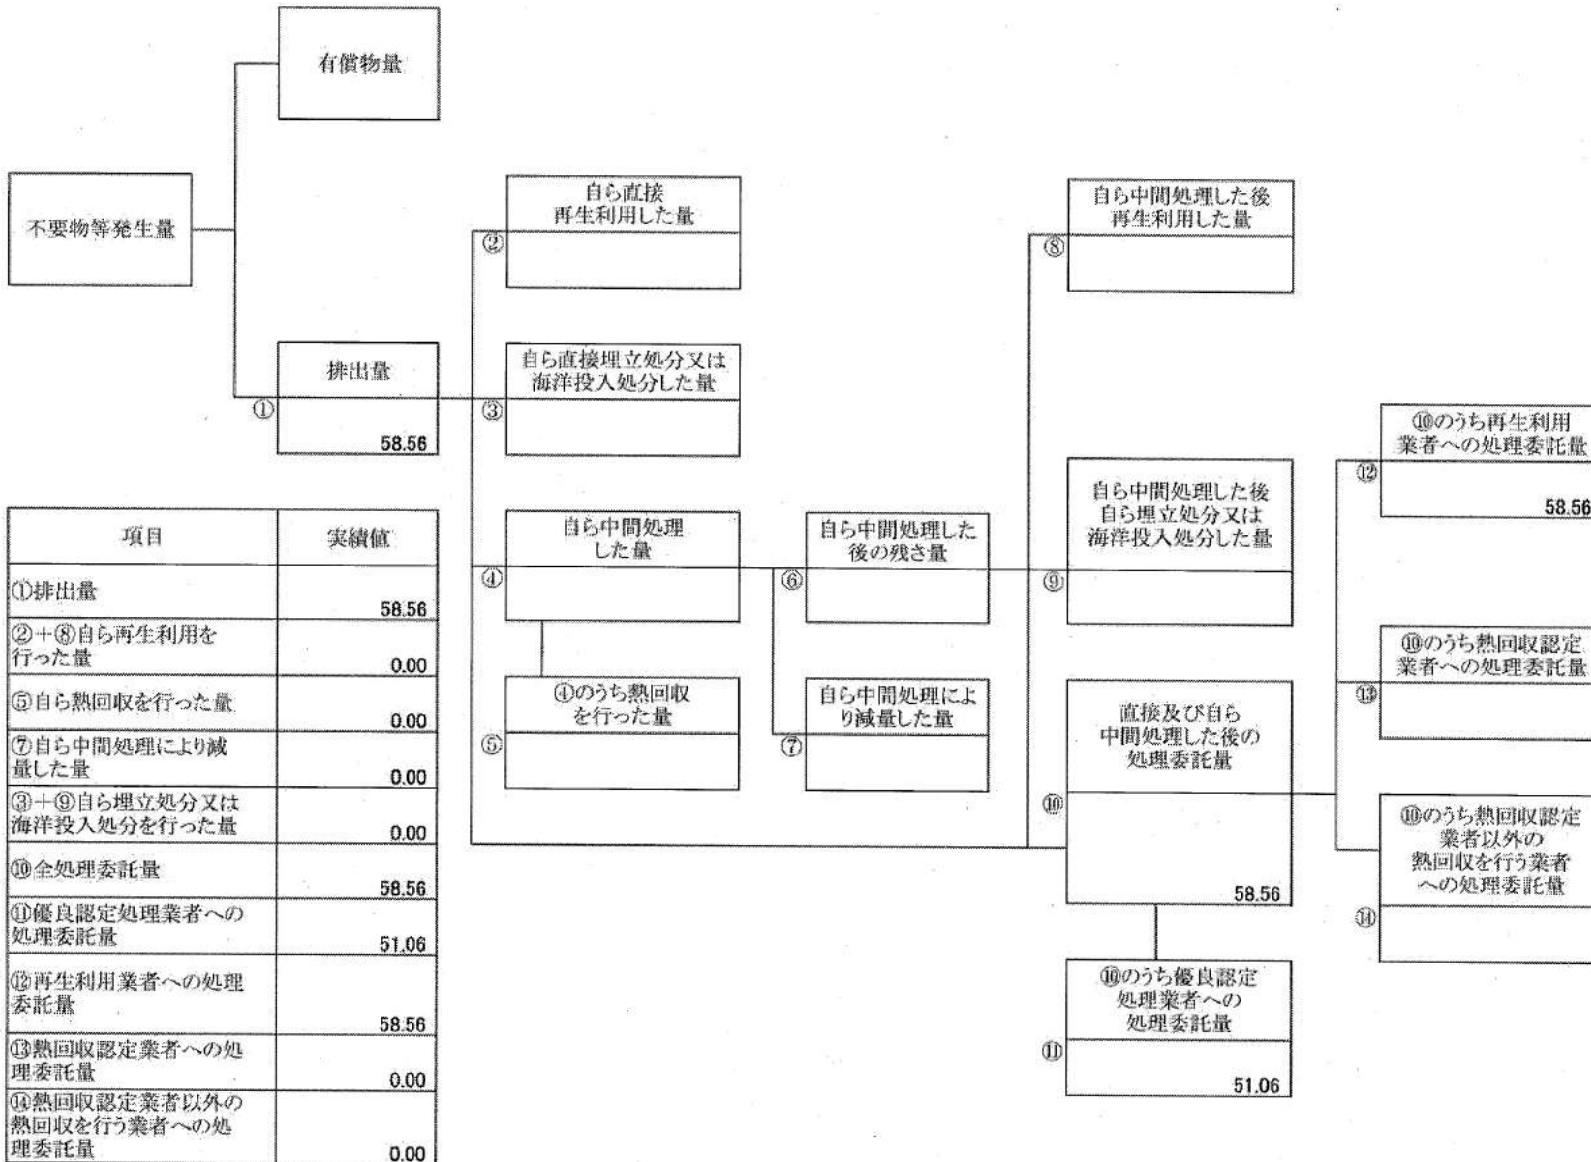 有償物量
不要物等発生量
排出量
①
58.56
自ら直接
再生利用した量
②
自ら直接埋立処分又は
海洋投入処分した量
③
自ら中間処理
した量
④
④のうち熱回収
を行った量
⑤
自ら中間処理した
後の残さ量
⑥
自ら中間処理によ
り減量した量
⑦
自ら中間処理した後
再生利用した量
⑧
自ら中間処理した後
自ら埋立処分又は
海洋投入処分した量
⑨
直接及び自ら
中間処理した後の
処理委託量
⑩
58.56
⑩のうち優良認定
処理業者への
処理委託量
⑪
51.06
⑩のうち再生利用
業者への処理委託量
⑫
58.56
⑩のうち熱回収認定
業者への処理委託量
⑬
⑩のうち熱回収認定
業者以外の
熱回収を行う業者
への処理委託量
⑭
項目 実績値
①排出量
58.56
②+⑧自ら再生利用を
行った量
0.00
⑤自ら熱回収を行った量
0.00
⑦自ら中間処理により減
量した量
0.00
③+⑨自ら埋立処分又は
海洋投入処分を行った量
0.00
⑩全処理委託量
58.56
⑪優良認定処理業者への
処理委託量
51.06
⑫再生利用業者への処理
委託量
58.56
⑬熱回収認定業者への処
理委託量
0.00
⑭熱回収認定業者以外の
熱回収を行う業者への処
理委託量
0.00